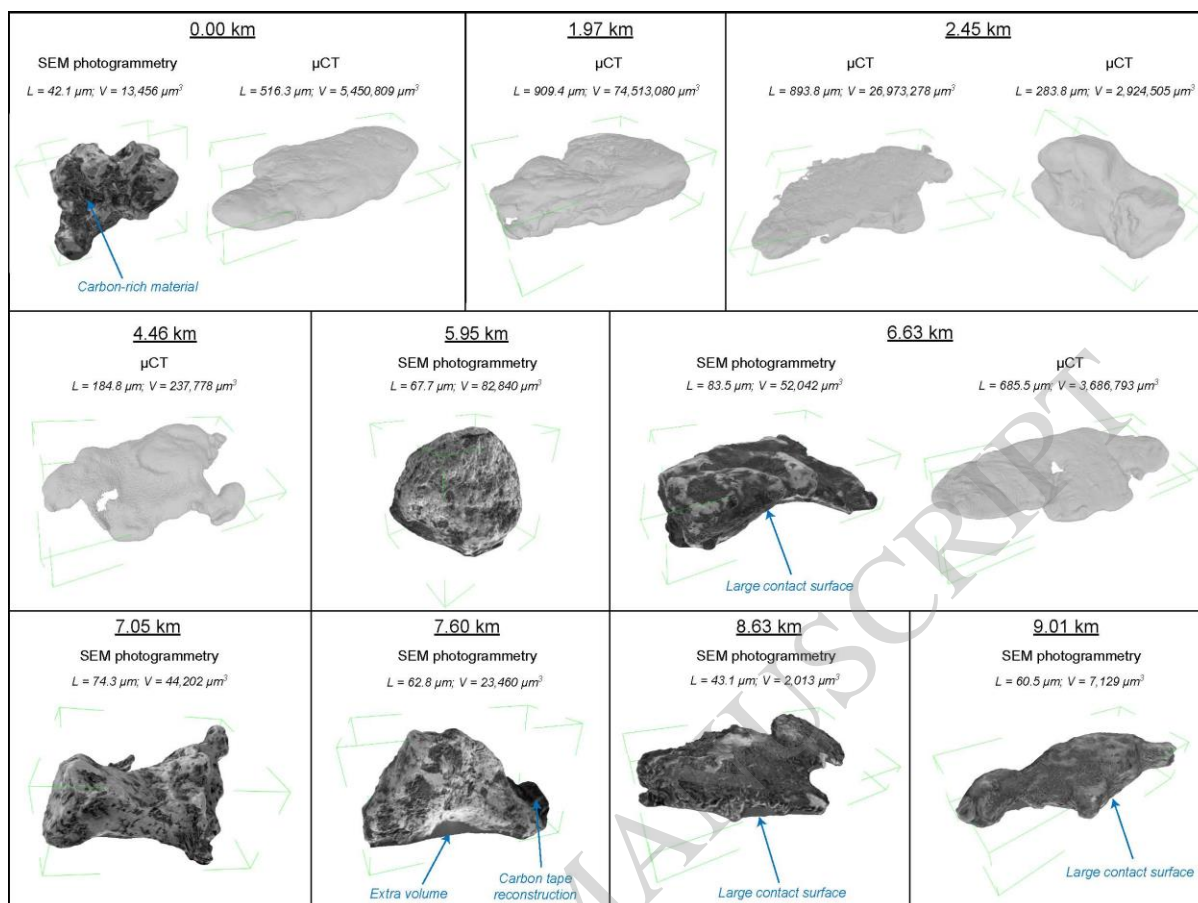 0.00 km
SEM photogrammetry
L = 42.1 µm; V = 13,456 µm³
µCT
L = 516.3 µm; V = 5,450,809 µm³
Carbon-rich material
1.97 km
µCT
L = 909.4 µm; V = 74,513,080 µm³
2.45 km
µCT
L = 893.8 µm; V = 26,973,278 µm³
µCT
L = 283.8 µm; V = 2,924,505 µm³
4.46 km
µCT
L = 184.8 µm; V = 237,778 µm³
5.95 km
SEM photogrammetry
L = 67.7 µm; V = 82,840 µm³
6.63 km
SEM photogrammetry
L = 83.5 µm; V = 52,042 µm³
Large contact surface
µCT
L = 685.5 µm; V = 3,686,793 µm³
7.05 km
SEM photogrammetry
L = 74.3 µm; V = 44,202 µm³
7.60 km
SEM photogrammetry
L = 62.8 µm; V = 23,460 µm³
Extra volume
Carbon tape
reconstruction
8.63 km
SEM photogrammetry
L = 43.1 µm; V = 2,013 µm³
Large contact surface
9.01 km
SEM photogrammetry
L = 60.5 µm; V = 7,129 µm³
Large contact surface
MANUSCRIPT